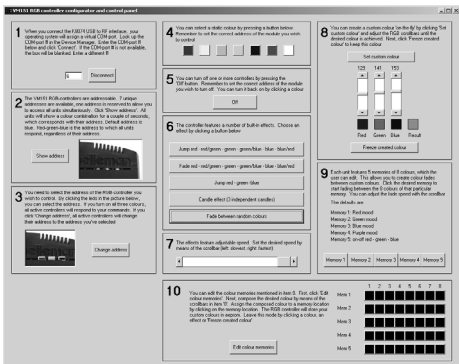 VM151 RGB controller configurator and control panel
1
When you connect the K8074 USB to RF interface, your
operating system will assign a virtual COM-port. Look up the
COM-port # in the Device Manager. Enter the COM-port #
below and click 'Connect'. If the COM-port # is not available,
the box will be blanked. Enter a different #
6
Disconnect
2
The VM151 RGB-controllers are addressable. 7 unique
addresses are available, one address is reserved to allow you
to access all units simultaneously. Click 'Show address'. All
units will show a colour combination for a couple of seconds,
which corresponds with their address. Default address is
blue. Red-green-blue is the address to which all units
respond, regardless of their address.
Show address
velleman
3
You need to select the address of the RGB controller you
wish to control. By clicking the leds in the picture below,
you can select the address. If you turn on all three colours,
all active controllers will respond to your commands. If you
click 'Change address', all active controllers will change
their address to the address you've selected
Change address
4
You can select a static colour by pressing a button below.
Remember to set the correct address of the module you wish
to control
5
You can turn off one or more controllers by pressing the
'Off' button. Remember to set the correct address of the
module you wish to turn off. You can turn it back on by clicking a colour
Off
6
The controller features a number of built-in effects. Choose an
effect by clicking a button below
Jump red - red/green - green - green/blue - blue - blue/red
Fade red - red/green - green - green/blue - blue - blue/red
Jump red - green - blue
Candle effect (3 independent candles)
Fade between random colours
7
The effects feature adjustable speed. Set the desired speed by
means of the scrollbar (left: slowest, right: fastest)
8
You can create a custom colour 'on the fly' by clicking 'Set
custom colour' and adjust the RGB scrollbars until the
desired colour is achieved. Next, click 'Freeze created
colour' to keep this colour
Set custom colour
123 141 153
Red Green Blue Result
Freeze created colour
9
Each unit features 5 memories of 8 colours, which the
user can edit. This allows you to create colour fades
between custom colours. Click the desired memory to
start fading between the 8 colours of that particular
memory. You can adjust the fade speed with the scrollbar
The defaults are:
Memory 1: Red mood
Memory 2: Green mood
Memory 3: Blue mood
Memory 4: Purple mood
Memory 5: on-off red - green - blue
Memory 1 Memory 2 Memory 3 Memory 4 Memory 5
10
You can edit the colour memories mentioned in item 9. First, click 'Edit
colour memories'. Next, compose the desired colour by means of the
scrollbars in item '8'. Assign the composed colour to a memory location
by clicking on the memory location. The RGB controller will store your
custom colours in eeprom. Leave this mode by clicking a colour, an
effect or 'Freeze created colour'
Edit colour memories
1 2 3 4 5 6 7 8
Mem 1
Mem 2
Mem 3
Mem 4
Mem 5